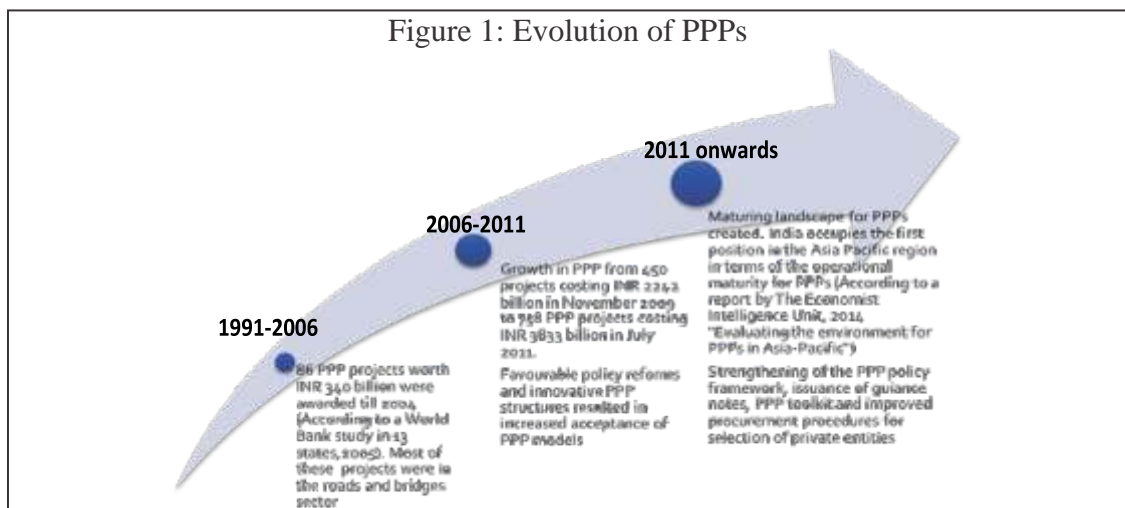 Figure 1: Evolution of PPPs
1991-2006
86 PPP projects worth
INR 340 billion were
awarded till 2004
(According to a World
Bank study in 13
states, 2005). Most of
these projects were in
the roads and bridges
sector
2006-2011
Growth in PPP from 450
projects costing INR 2242
billion in November 2009
to 758 PPP projects costing
INR 3833 billion in July
2011.
Favourable policy reforms
and innovative PPP
structures resulted in
increased acceptance of
PPP models
2011 onwards
Maturing landscape for PPPs
created. India occupies the first
position in the Asia Pacific region
in terms of the operational
maturity for PPPs (According to a
report by The Economist
Intelligence Unit, 2014
"Evaluating the environment for
PPPs in Asia-Pacific")
Strengthening of the PPP policy
framework, issuance of guiance
notes, PPP toolkit and improved
procurement procedures for
selection of private entities